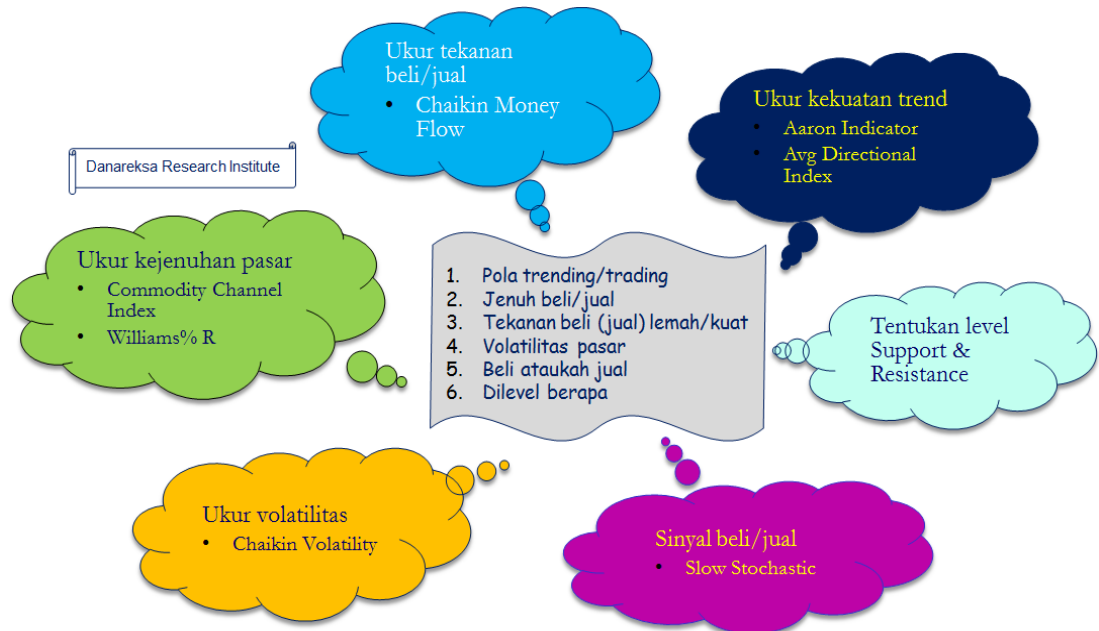 Ukur tekanan
beli/jual
• Chaikin Money
Flow
Ukur kekuatan trend
• Aaron Indicator
• Avg Directional
Index
Danareksa Research Institute
Ukur kejenuhan pasar
• Commodity Channel
Index
• Williams% R
1. Pola trending/trading
2. Jenuh beli/jual
3. Tekanan beli (jual) lemah/kuat
4. Volatilitas pasar
5. Beli ataukah jual
6. Dilevel berapa
Tentukan level
Support &
Resistance
Ukur volatilitas
• Chaikin Volatility
Sinyal beli/jual
• Slow Stochastic